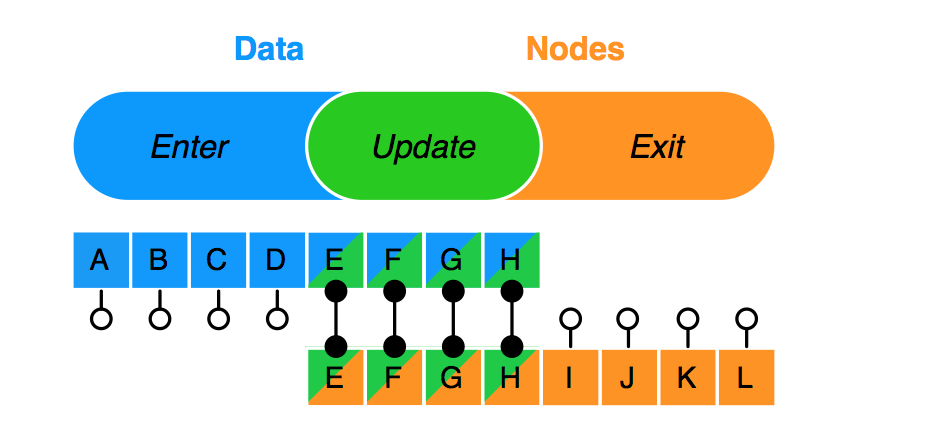 Data Nodes
Enter Update Exit
A B C D E F G H
E F G H I J K L